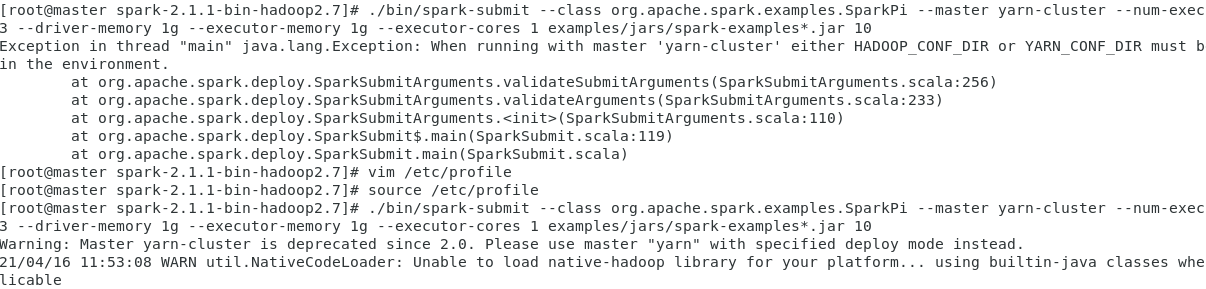 [root@master spark-2.1.1-bin-hadoop2.7]# ./bin/spark-submit --class org.apache.spark.examples.SparkPi --master yarn-cluster --num-exec
3 --driver-memory 1g --executor-memory 1g --executor-cores 1 examples/jars/spark-examples*.jar 10
Exception in thread "main" java.lang.Exception: When running with master 'yarn-cluster' either HADOOP_CONF_DIR or YARN_CONF_DIR must b
in the environment.
        at org.apache.spark.deploy.SparkSubmitArguments.validateSubmitArguments(SparkSubmitArguments.scala:256)
        at org.apache.spark.deploy.SparkSubmitArguments.validateArguments(SparkSubmitArguments.scala:233)
        at org.apache.spark.deploy.SparkSubmitArguments.<init>(SparkSubmitArguments.scala:110)
        at org.apache.spark.deploy.SparkSubmit$.main(SparkSubmit.scala:119)
        at org.apache.spark.deploy.SparkSubmit.main(SparkSubmit.scala)
[root@master spark-2.1.1-bin-hadoop2.7]# vim /etc/profile
[root@master spark-2.1.1-bin-hadoop2.7]# source /etc/profile
[root@master spark-2.1.1-bin-hadoop2.7]# ./bin/spark-submit --class org.apache.spark.examples.SparkPi --master yarn-cluster --num-exec
3 --driver-memory 1g --executor-memory 1g --executor-cores 1 examples/jars/spark-examples*.jar 10
Warning: Master yarn-cluster is deprecated since 2.0. Please use master "yarn" with specified deploy mode instead.
21/04/16 11:53:08 WARN util.NativeCodeLoader: Unable to load native-hadoop library for your platform... using builtin-java classes whe
licable